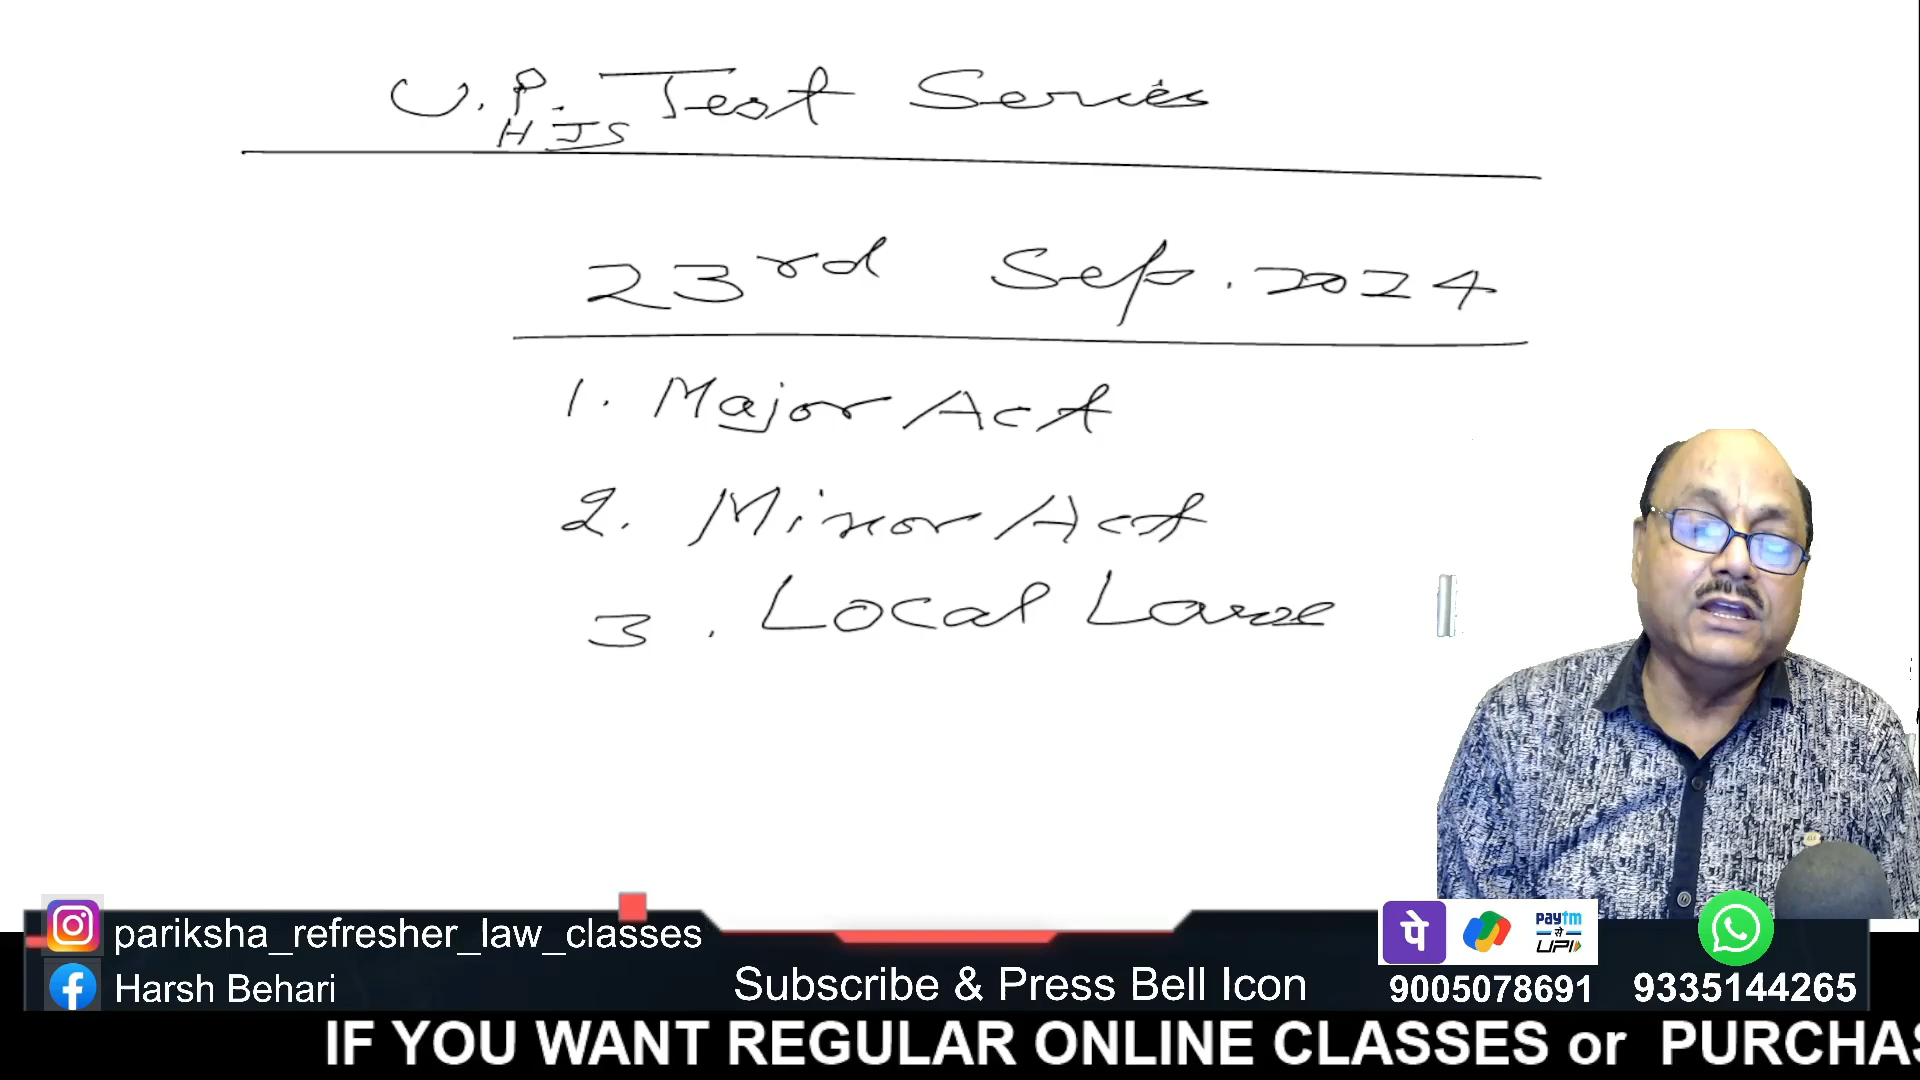 U.P. Test Series
HJS
23rd Sep. 2024
1. Major Act
2. Minor Act
3. Local Laws
pariksha_refresher_law_classes
Harsh Behari
Subscribe & Press Bell Icon
पे
paytm
से
UPI
9005078691
9335144265
IF YOU WANT REGULAR ONLINE CLASSES or PURCHAS